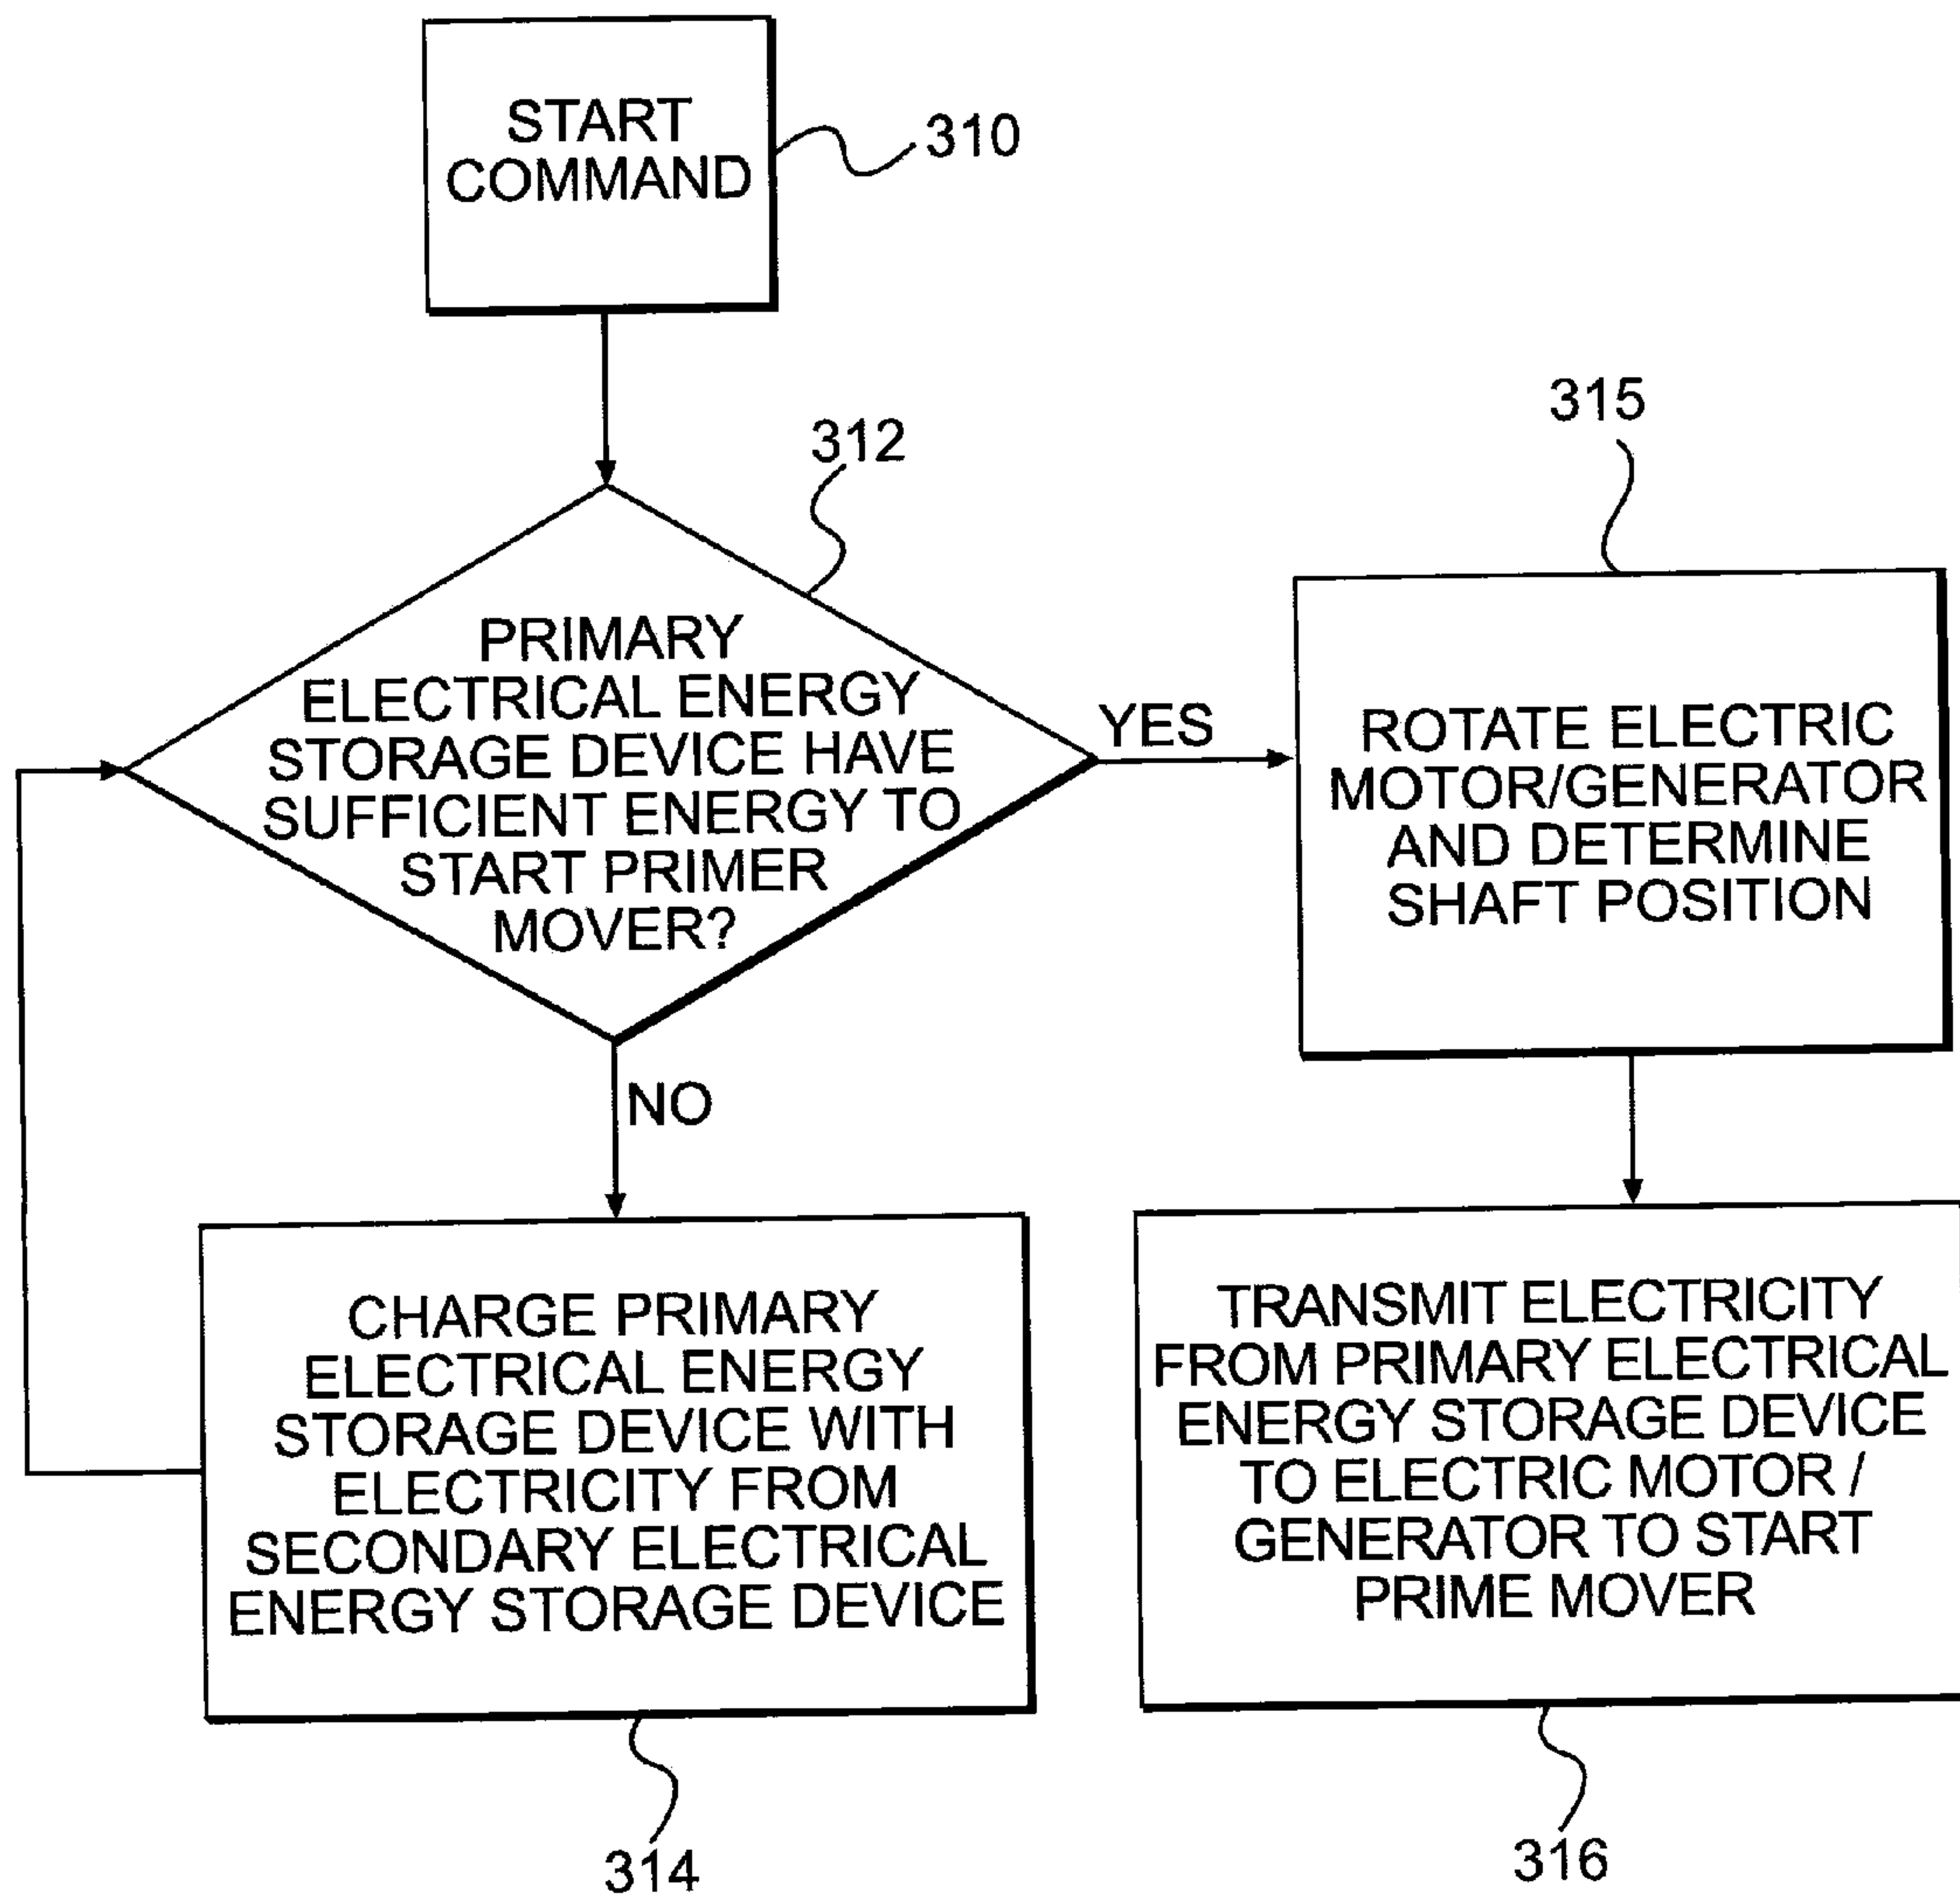 START
COMMAND
310
312
PRIMARY
ELECTRICAL ENERGY
STORAGE DEVICE HAVE
SUFFICIENT ENERGY TO
START PRIMER
MOVER?
YES
NO
315
ROTATE ELECTRIC
MOTOR/GENERATOR
AND DETERMINE
SHAFT POSITION
CHARGE PRIMARY
ELECTRICAL ENERGY
STORAGE DEVICE WITH
ELECTRICITY FROM
SECONDARY ELECTRICAL
ENERGY STORAGE DEVICE
314
TRANSMIT ELECTRICITY
FROM PRIMARY ELECTRICAL
ENERGY STORAGE DEVICE
TO ELECTRIC MOTOR /
GENERATOR TO START
PRIME MOVER
316